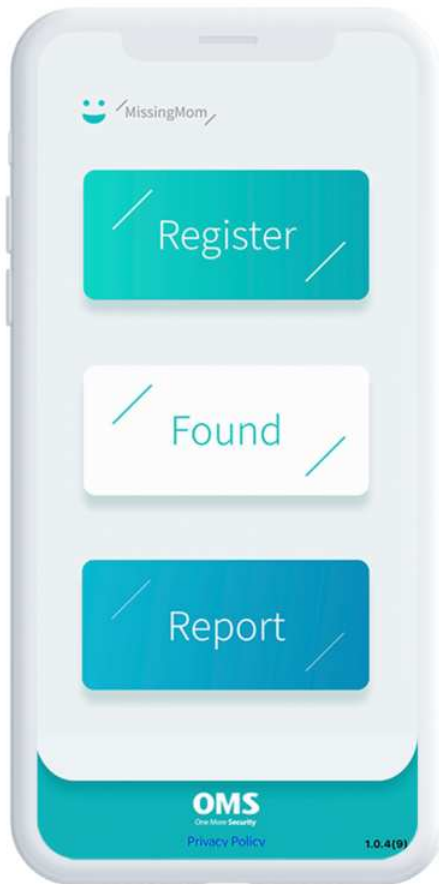 MissingMom
Register
Found
Report
OMS
One More Security
Privacy Policy
1.0.4(9)